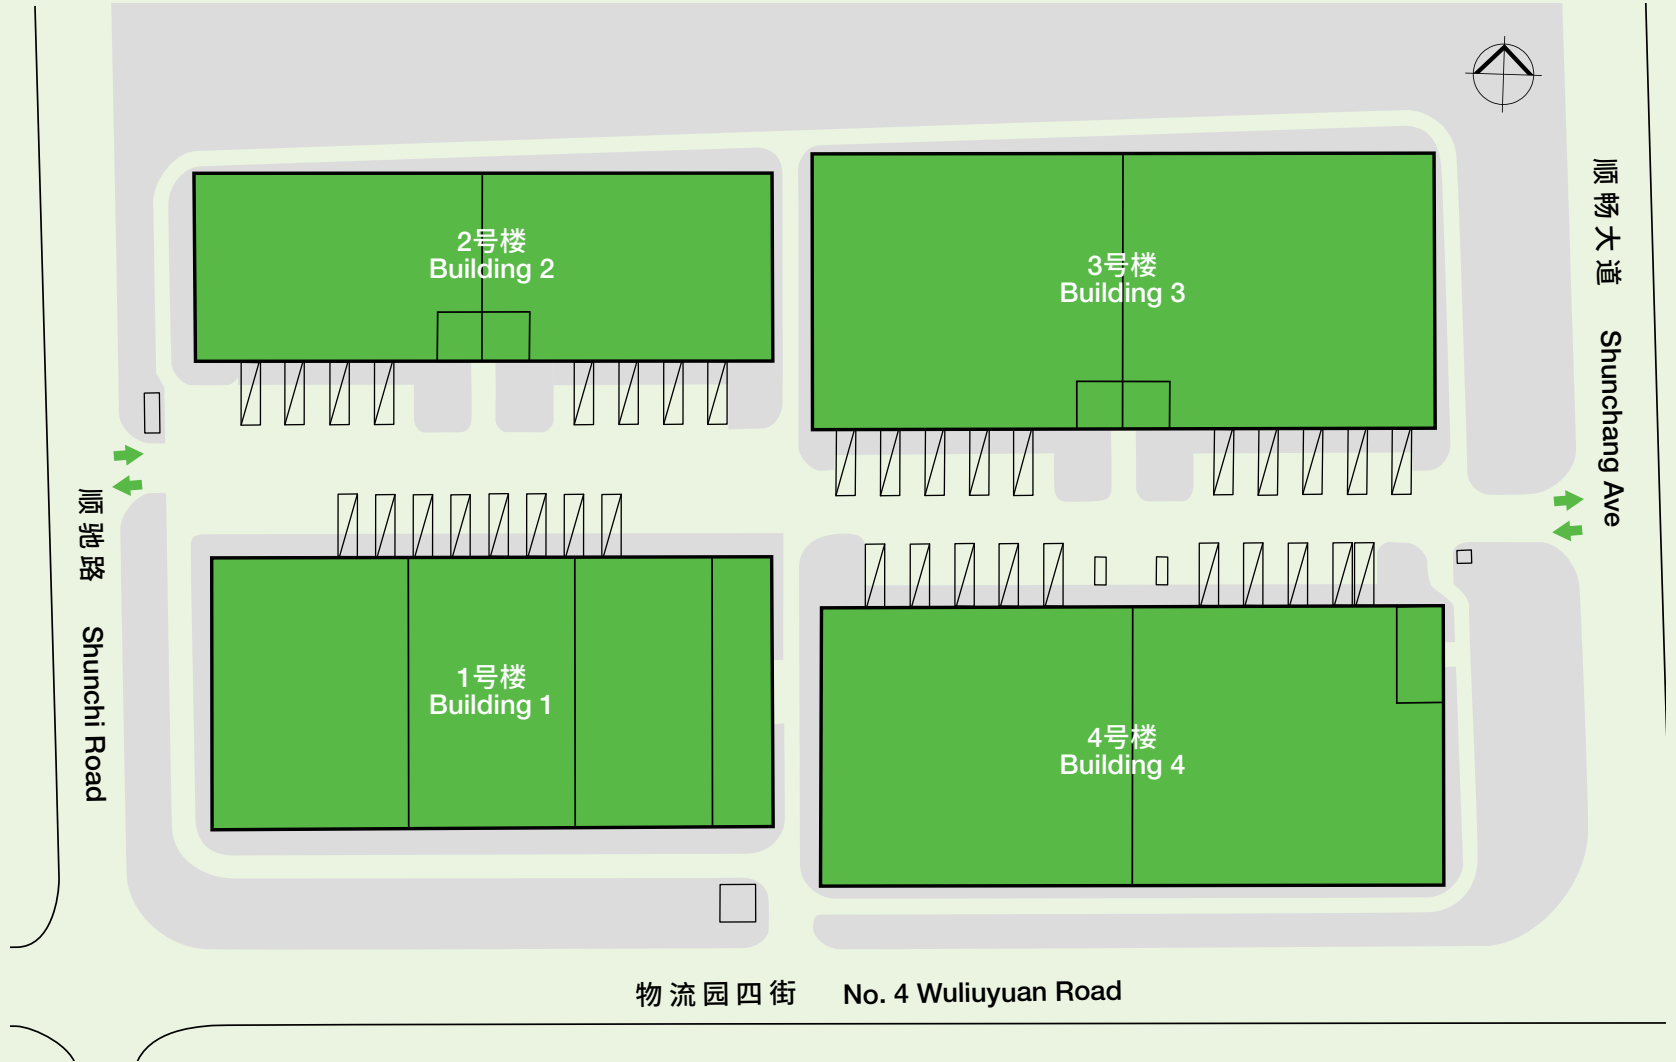 2号楼
Building 2
3号楼
Building 3
1号楼
Building 1
4号楼
Building 4
顺驰路 Shunchi Road
顺畅大道 Shunchang Ave
物流园四街 No. 4 Wuliuyuan Road